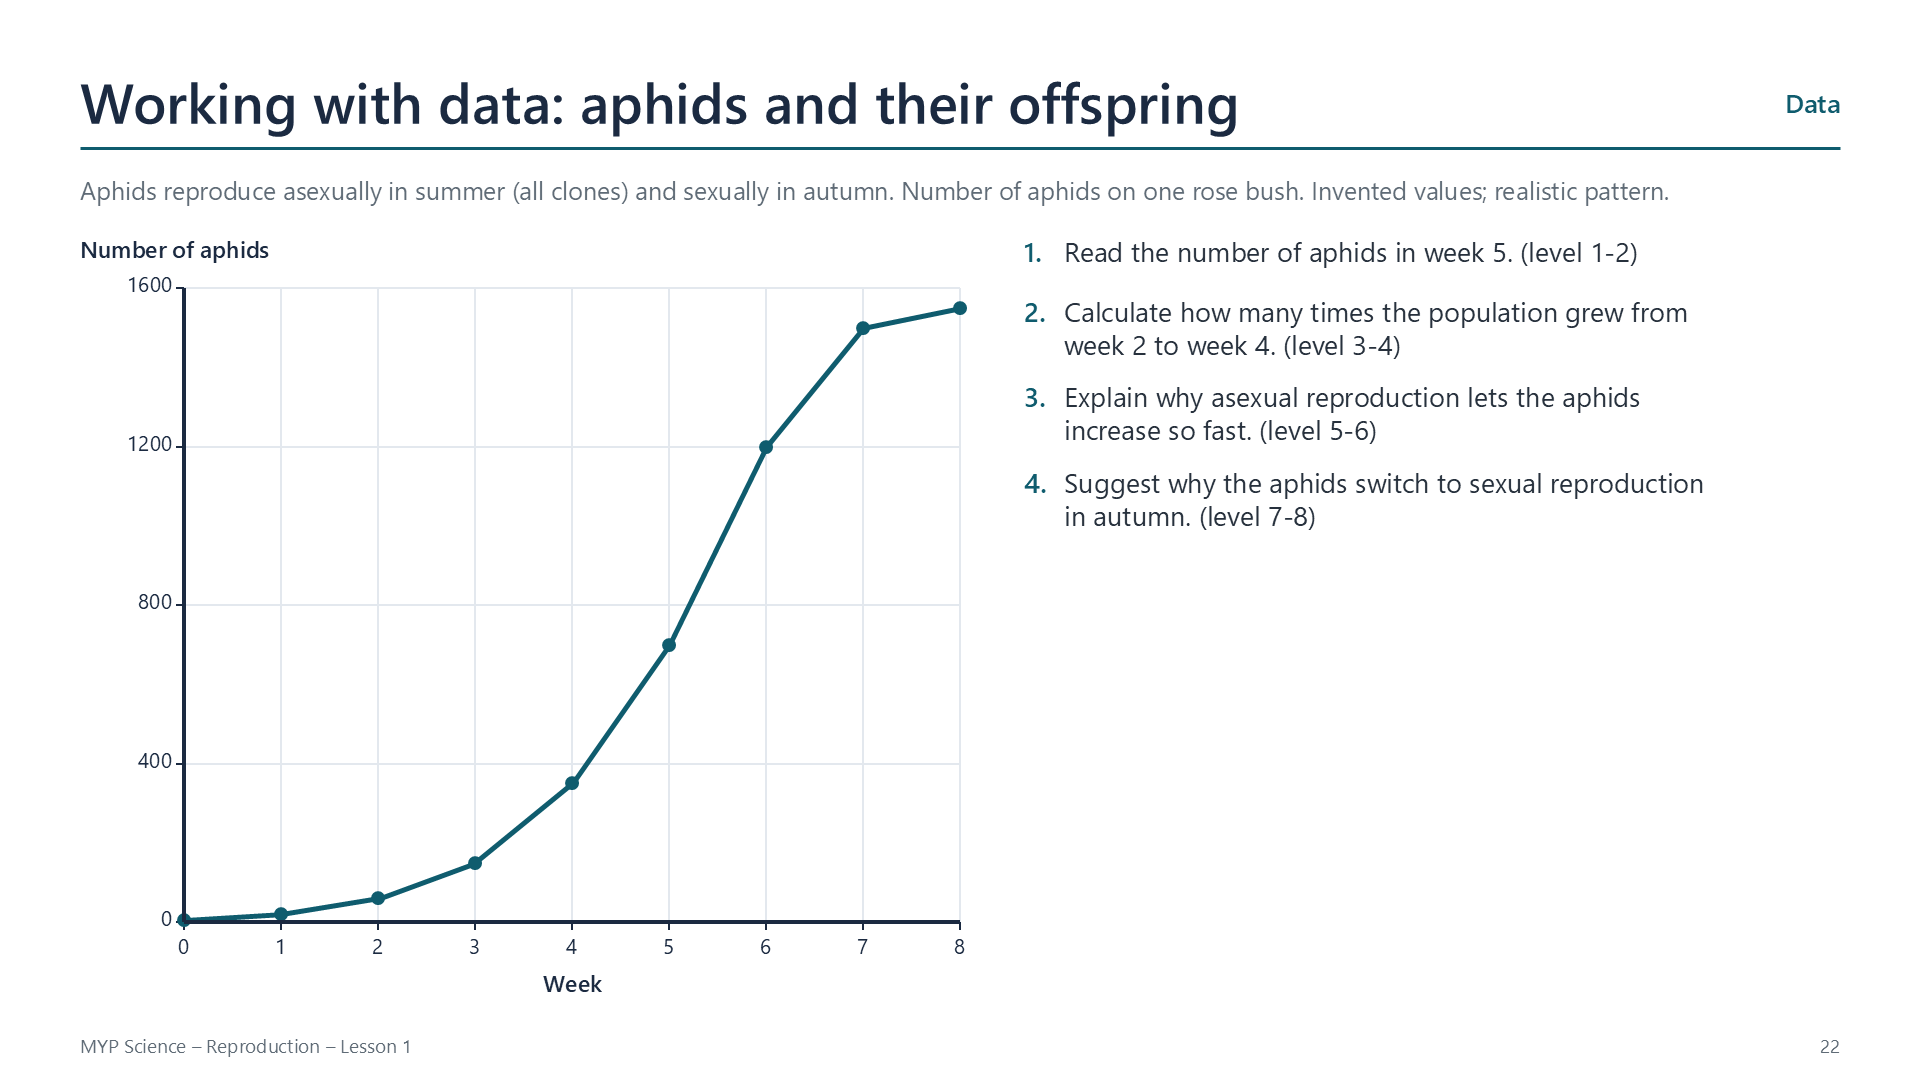 Working with data: aphids and their offspring
Data
Aphids reproduce asexually in summer (all clones) and sexually in autumn. Number of aphids on one rose bush. Invented values; realistic pattern.
Number of aphids
1600
1200
800
400
0
0 1 2 3 4 5 6 7 8
Week
1. Read the number of aphids in week 5. (level 1-2)
2. Calculate how many times the population grew from
week 2 to week 4. (level 3-4)
3. Explain why asexual reproduction lets the aphids
increase so fast. (level 5-6)
4. Suggest why the aphids switch to sexual reproduction
in autumn. (level 7-8)
MYP Science – Reproduction – Lesson 1
22